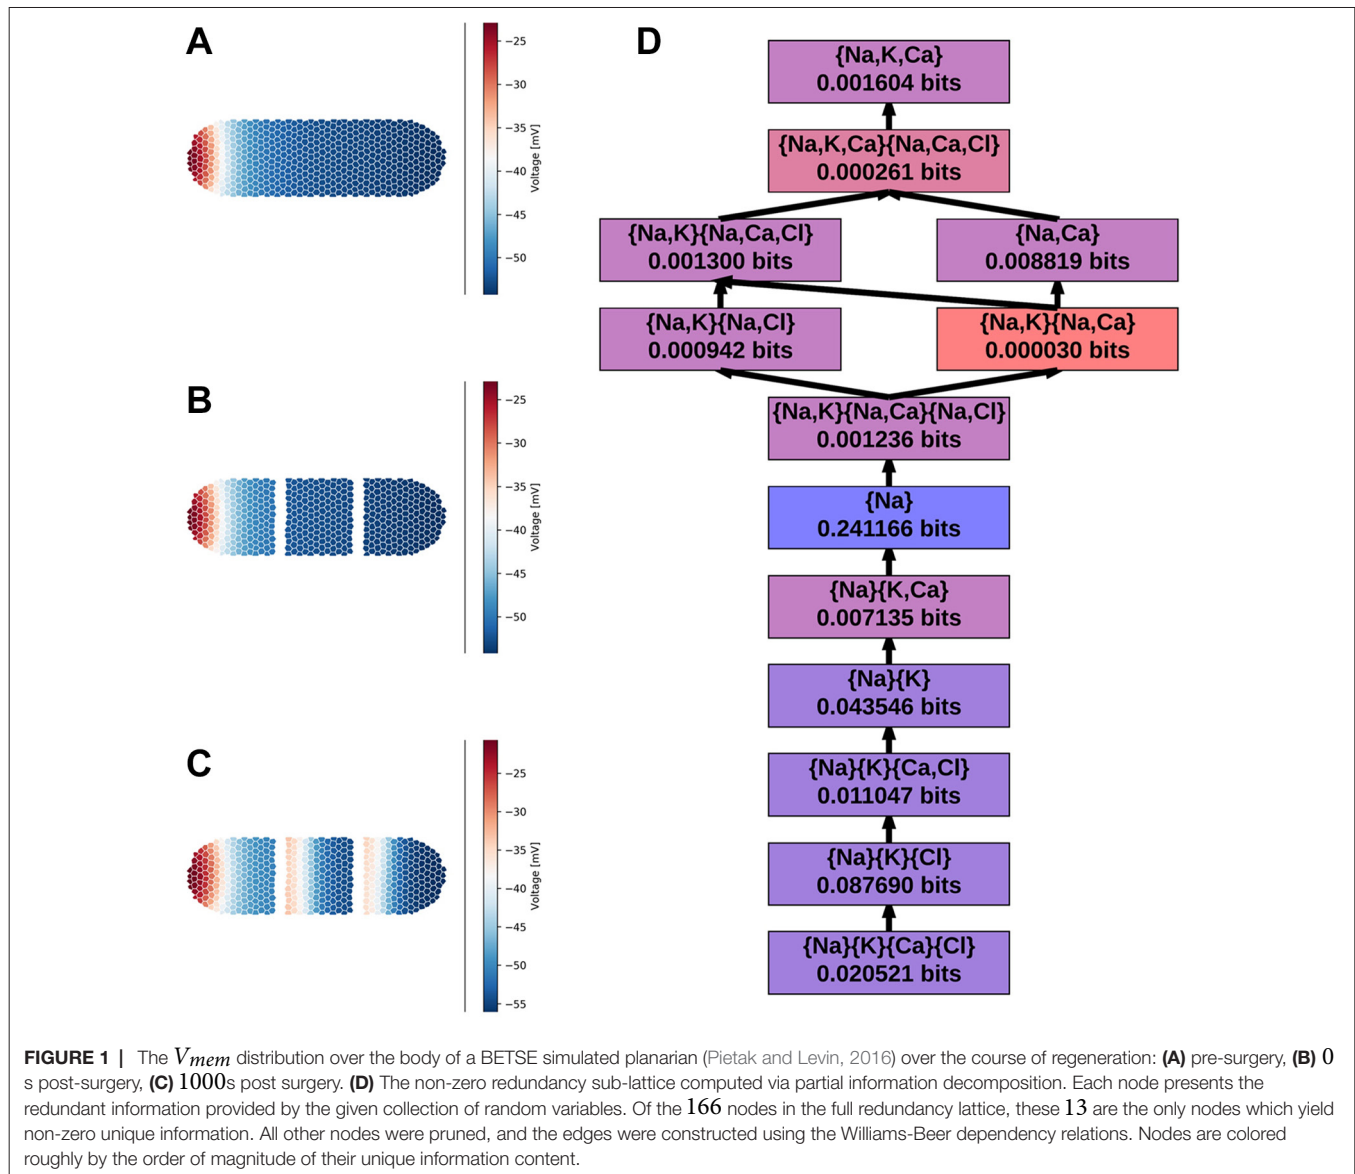 A
−25
−30
−35
−40
−45
−50
Voltage [mV]
B
−25
−30
−35
−40
−45
−50
Voltage [mV]
C
−25
−30
−35
−40
−45
−50
−55
Voltage [mV]
D
{Na,K,Ca}
0.001604 bits
{Na,K,Ca}{Na,Ca,Cl}
0.000261 bits
{Na,K}{Na,Ca,Cl}
0.001300 bits
{Na,Ca}
0.008819 bits
{Na,K}{Na,Cl}
0.000942 bits
{Na,K}{Na,Ca}
0.000030 bits
{Na,K}{Na,Ca}{Na,Cl}
0.001236 bits
{Na}
0.241166 bits
{Na}{K,Ca}
0.007135 bits
{Na}{K}
0.043546 bits
{Na}{K}{Ca,Cl}
0.011047 bits
{Na}{K}{Cl}
0.087690 bits
{Na}{K}{Ca}{Cl}
0.020521 bits
FIGURE 1 | The Vmem distribution over the body of a BETSE simulated planarian (Pietak and Levin, 2016) over the course of regeneration: (A) pre-surgery, (B) 0
s post-surgery, (C) 1000s post surgery. (D) The non-zero redundancy sub-lattice computed via partial information decomposition. Each node presents the
redundant information provided by the given collection of random variables. Of the 166 nodes in the full redundancy lattice, these 13 are the only nodes which yield
non-zero unique information. All other nodes were pruned, and the edges were constructed using the Williams-Beer dependency relations. Nodes are colored
roughly by the order of magnitude of their unique information content.